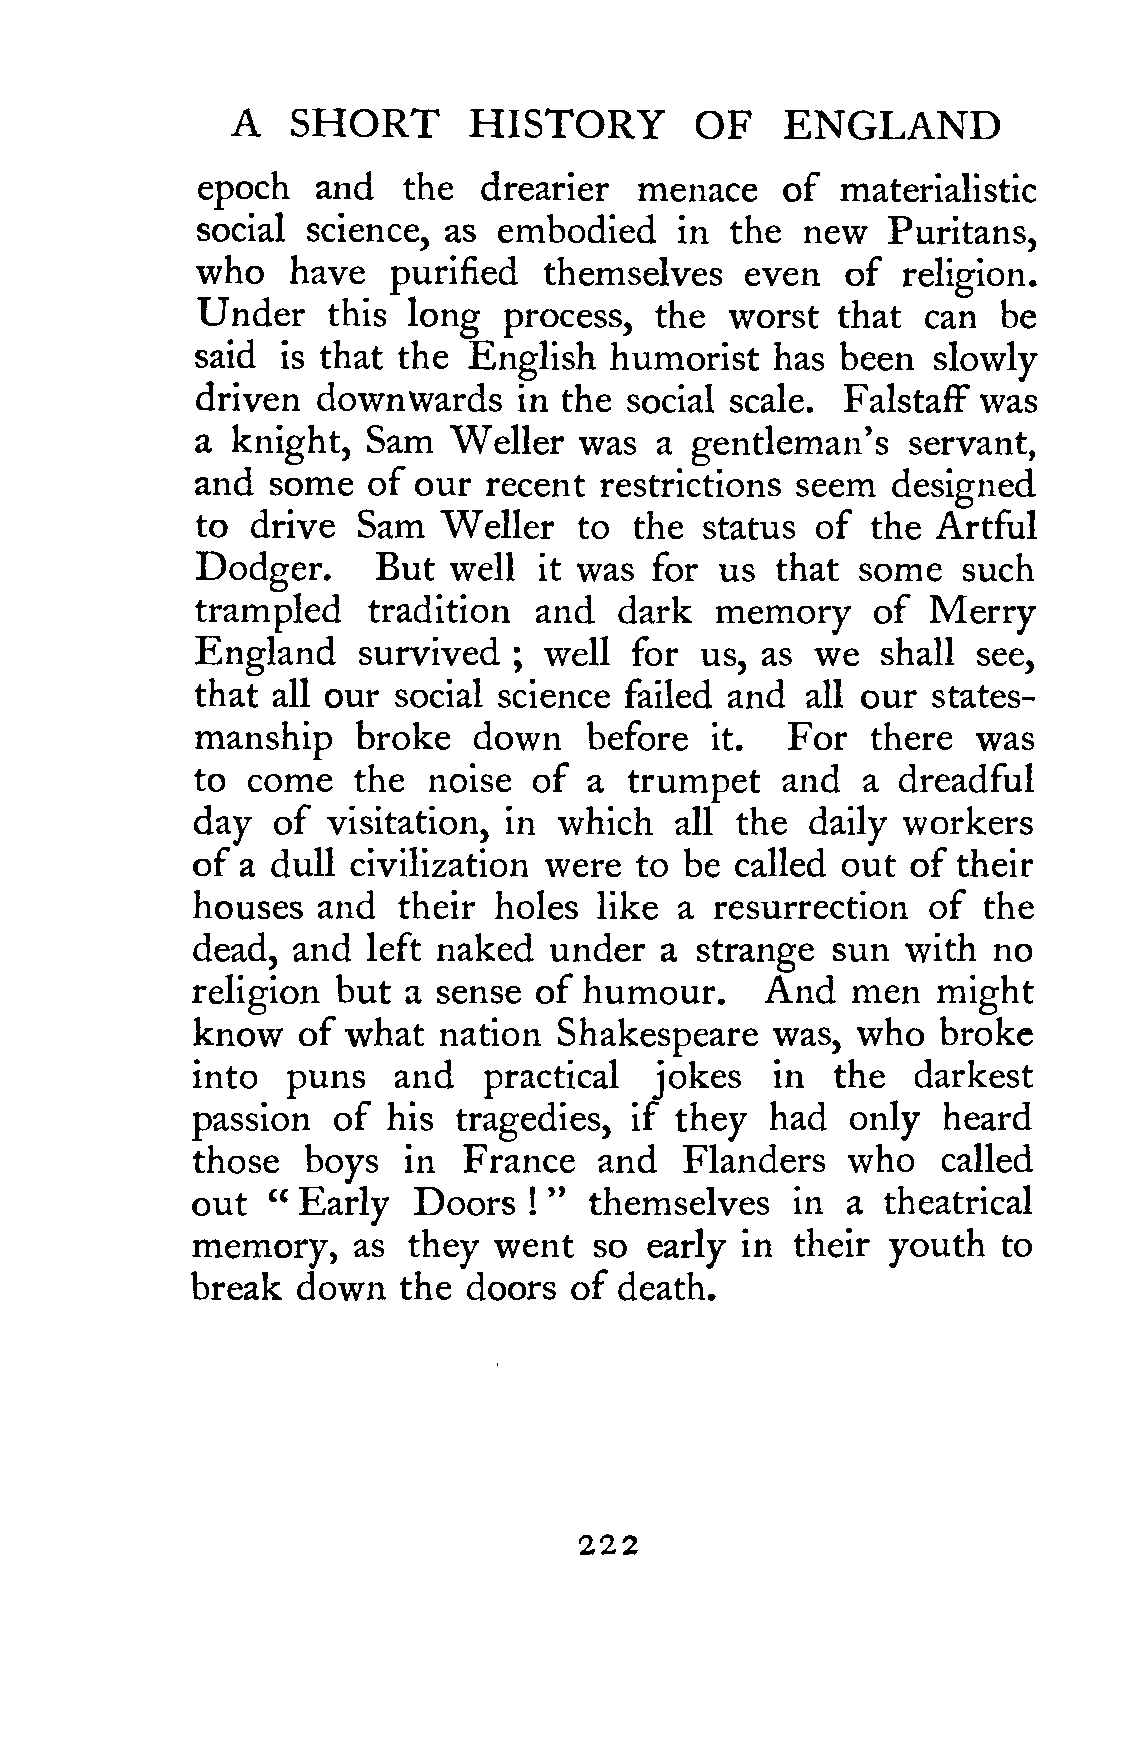 A SHORT HISTORY OF ENGLAND
epoch and the drearier menace of materialistic
social science, as embodied in the new Puritans,
who have purified themselves even of religion.
Under this long process, the worst that can be
said is that the English humorist has been slowly
driven downwards in the social scale. Falstaff was
a knight, Sam Weller was a gentleman's servant,
and some of our recent restrictions seem designed
to drive Sam Weller to the status of the Artful
Dodger. But well it was for us that some such
trampled tradition and dark memory of Merry
England survived ; well for us, as we shall see,
that all our social science failed and all our states-
manship broke down before it. For there was
to come the noise of a trumpet and a dreadful
day of visitation, in which all the daily workers
of a dull civilization were to be called out of their
houses and their holes like a resurrection of the
dead, and left naked under a strange sun with no
religion but a sense of humour. And men might
know of what nation Shakespeare was, who broke
into puns and practical jokes in the darkest
passion of his tragedies, if they had only heard
those boys in France and Flanders who called
out “ Early Doors ! ” themselves in a theatrical
memory, as they went so early in their youth to
break down the doors of death.
222